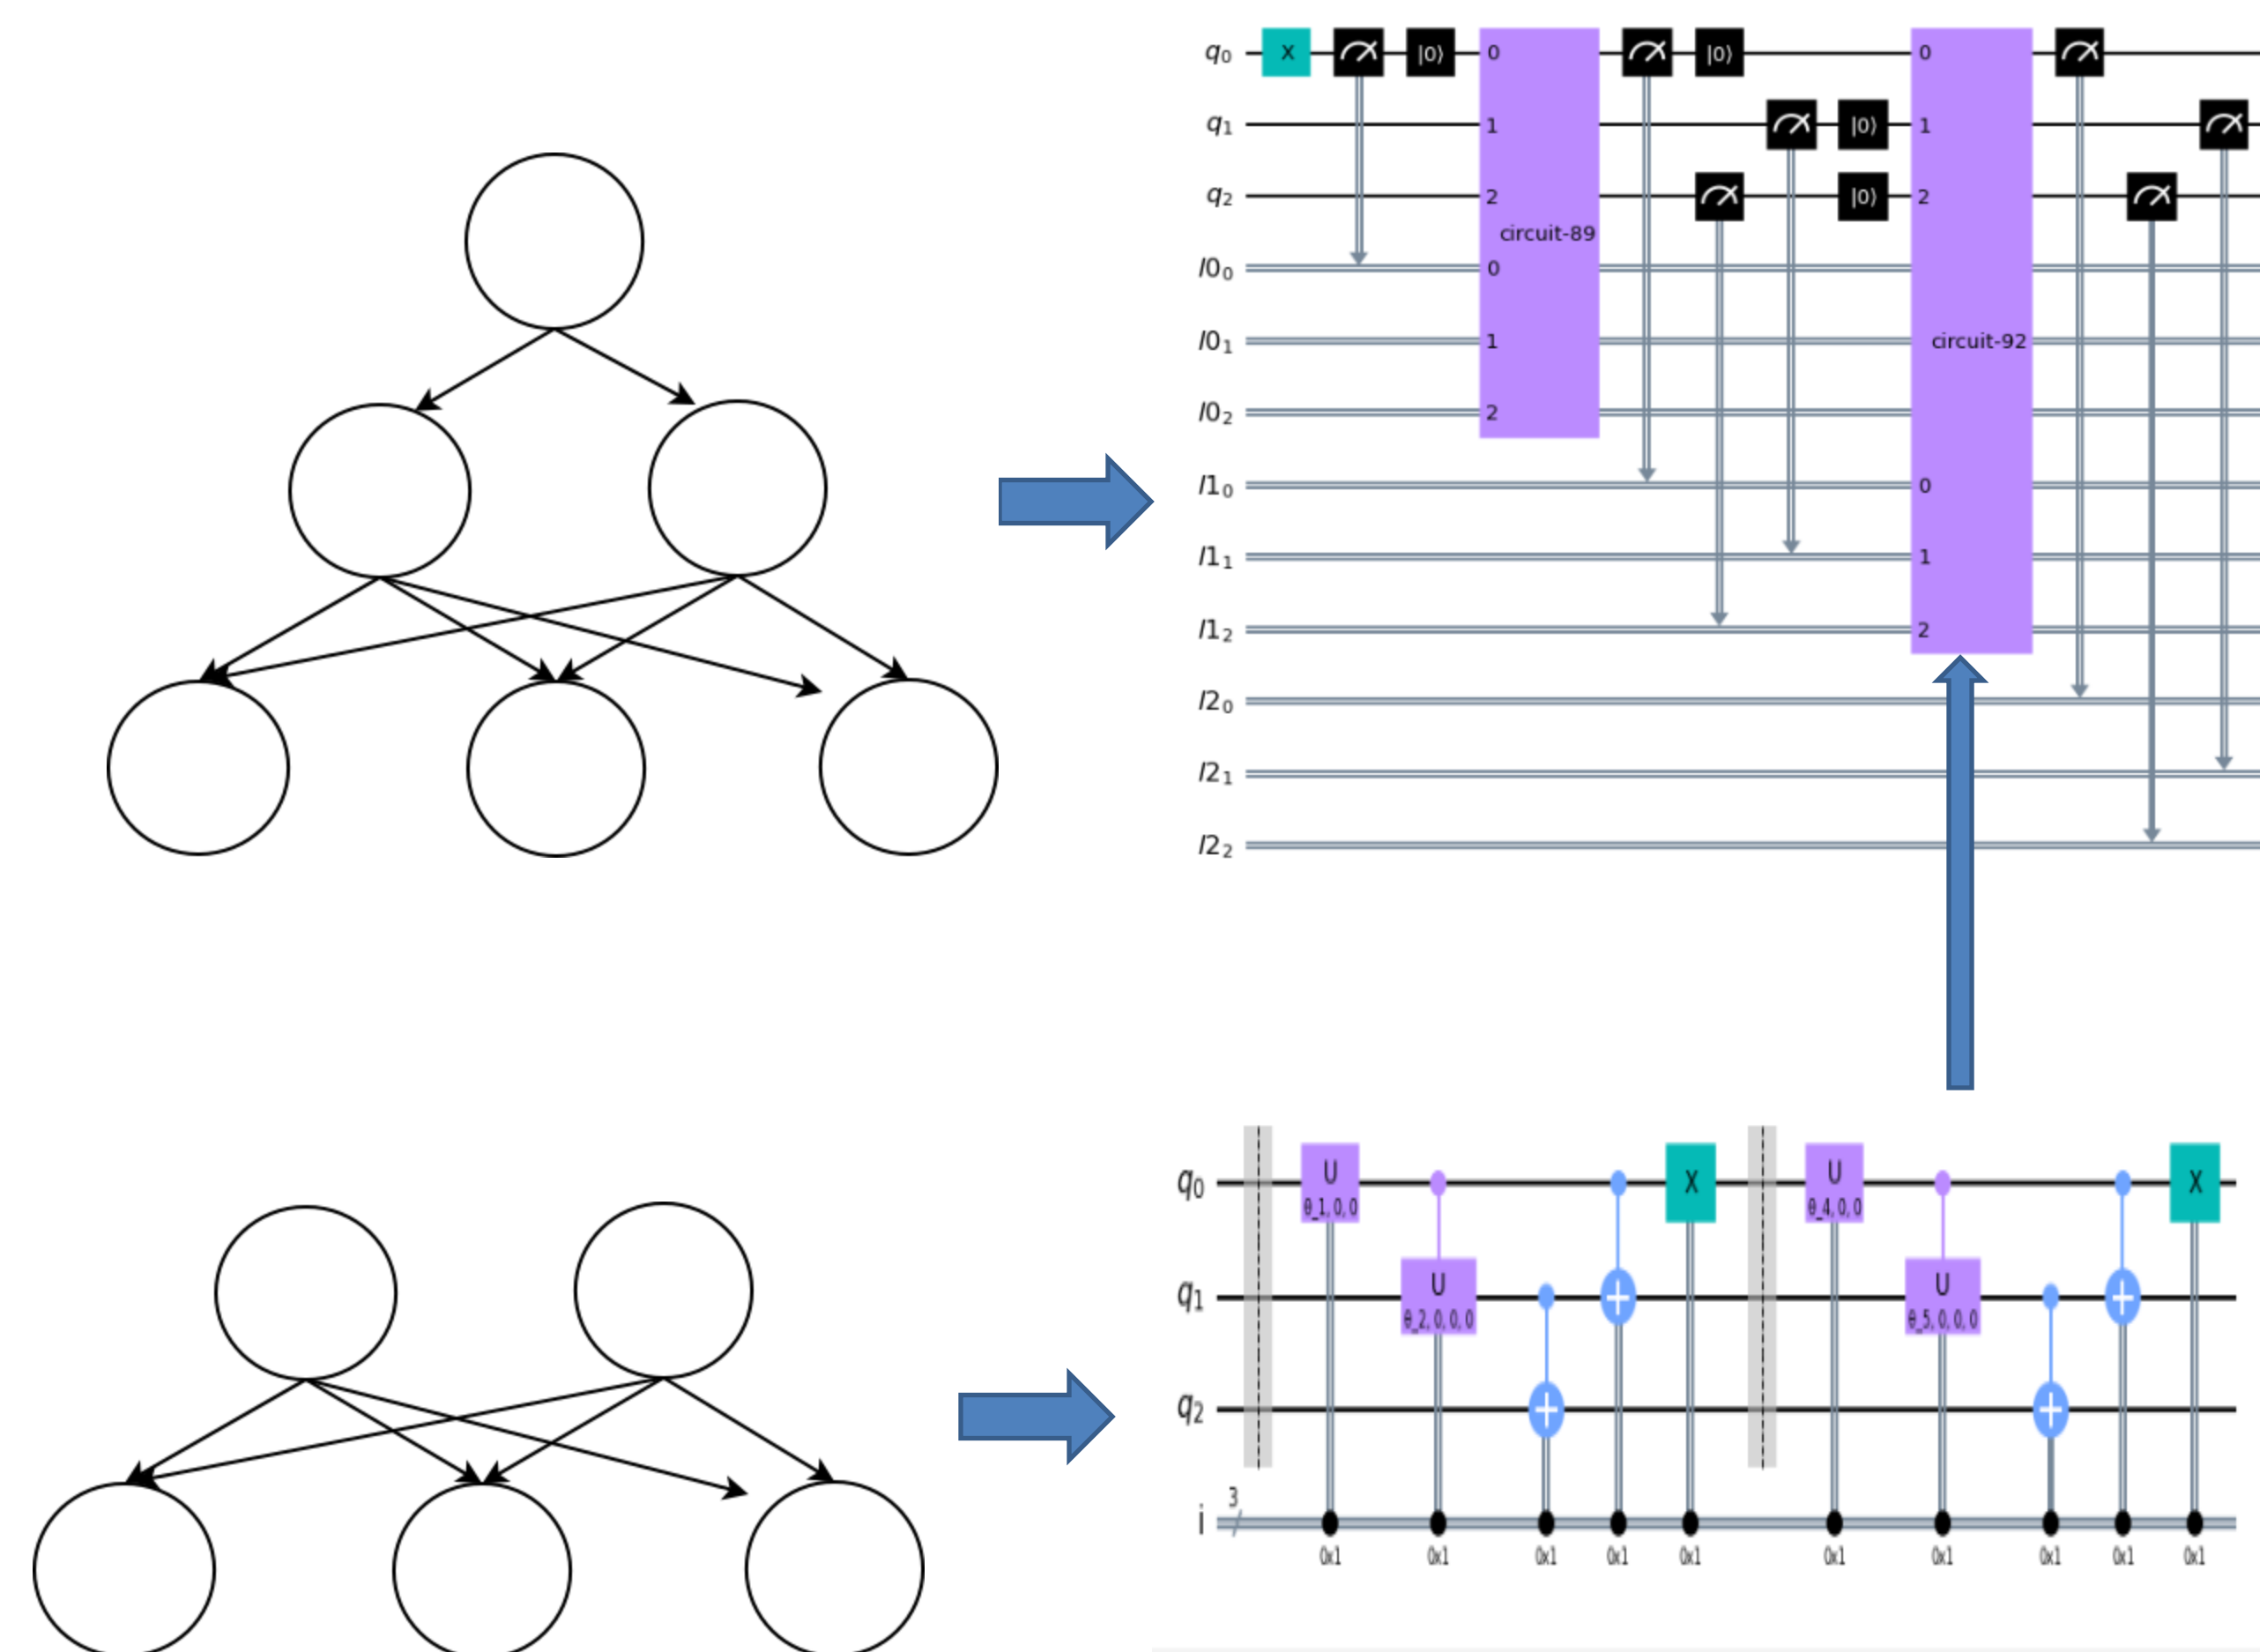 q0 X |0⟩ 0 |0⟩ 0
q1 1 |0⟩ 1
q2 2 |0⟩ 2
circuit-89
l00 0
l01 1 circuit-92
l02 2
l10 0
l11 1
l12 2
l20
l21
l22
q0 U X U X
θ_1,0,0 θ_4,0,0
q1 U U
θ_2,0,0,0 θ_5,0,0,0
q2
3
i
0x1 0x1 0x1 0x1 0x1 0x1 0x1 0x1 0x1 0x1